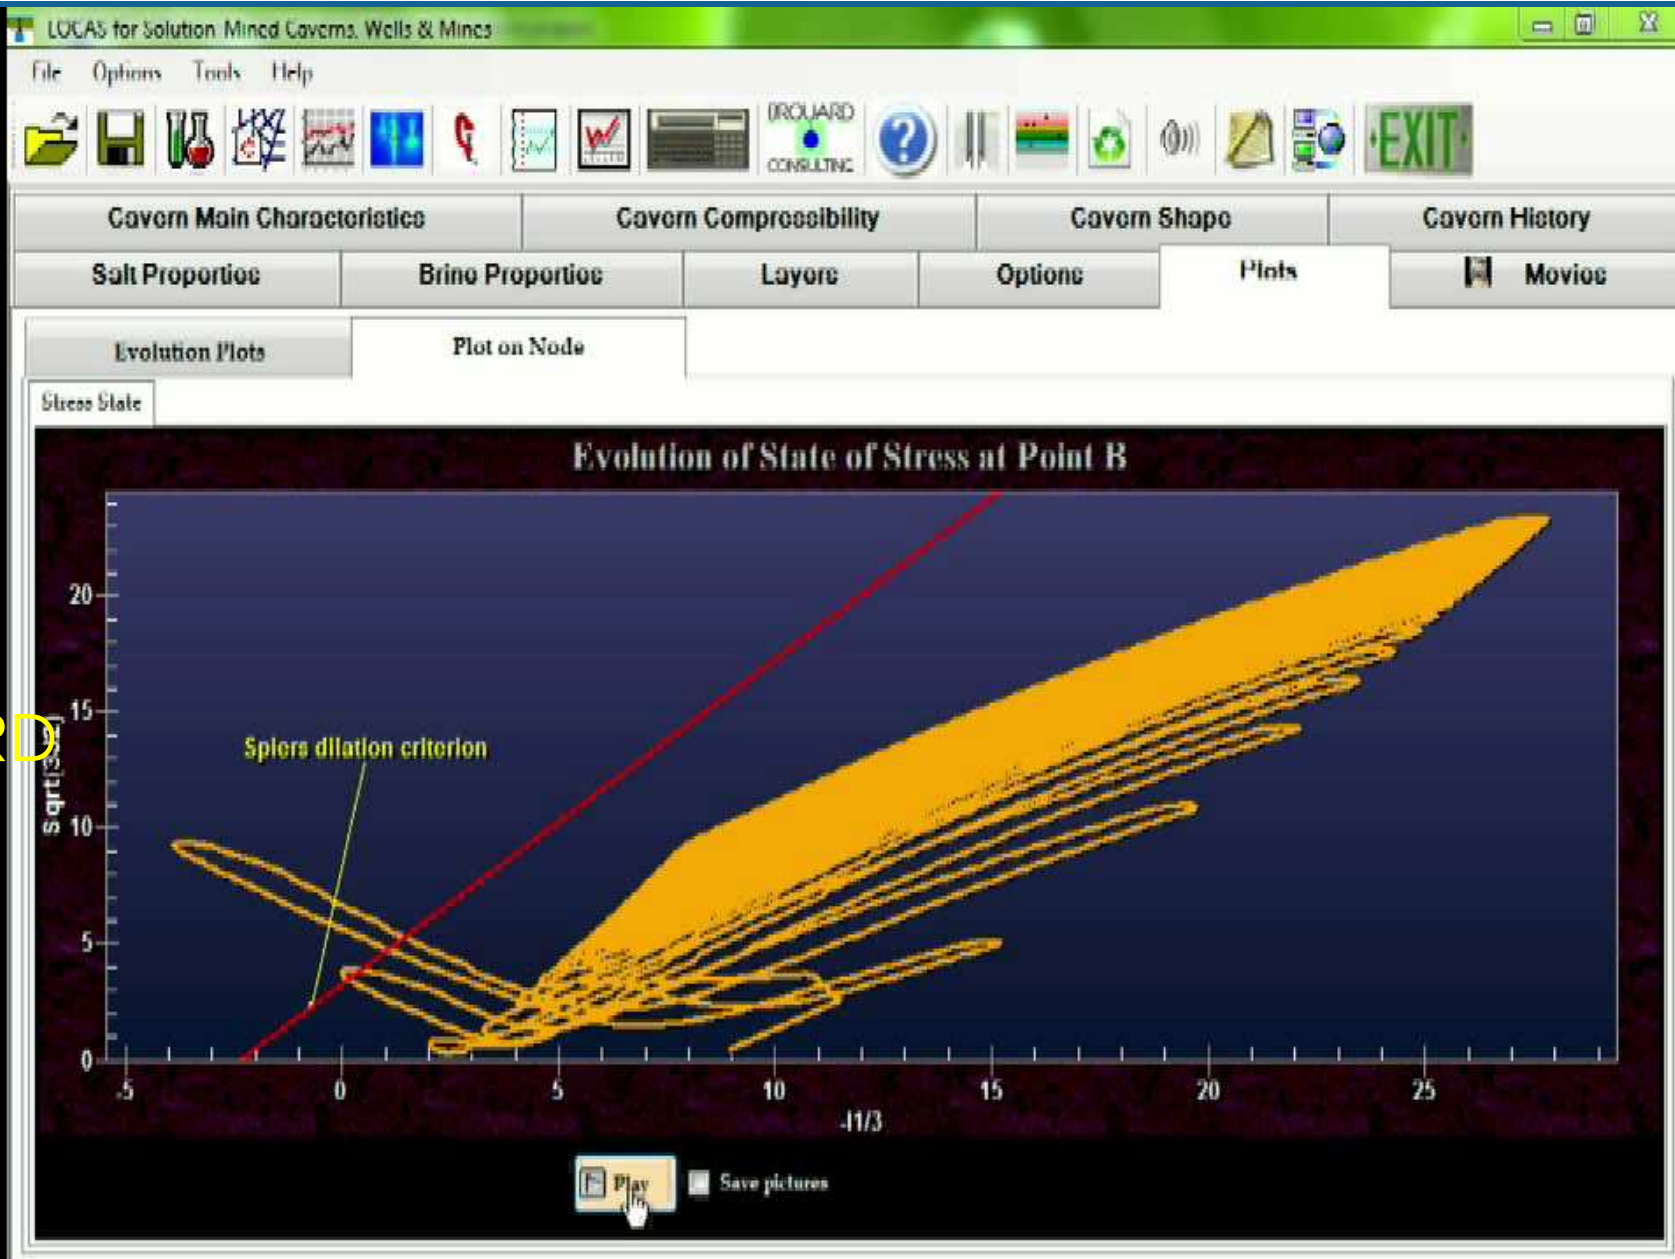 LOCAS for Solution-Mined Caverns, Wells & Mines
File Options Tools Help
BROUARD
CONSULTING
EXIT
Cavern Main Characteristics Cavern Compressibility Cavern Shape Cavern History
Salt Properties Brine Properties Layers Options Plots Movies
Evolution Plots Plot on Node
Stress State
Evolution of State of Stress at Point B
20
15
RD
Spiers dilation criterion
10
5
0
-5 0 5 10 15 20 25
-I1/3
Play Save pictures